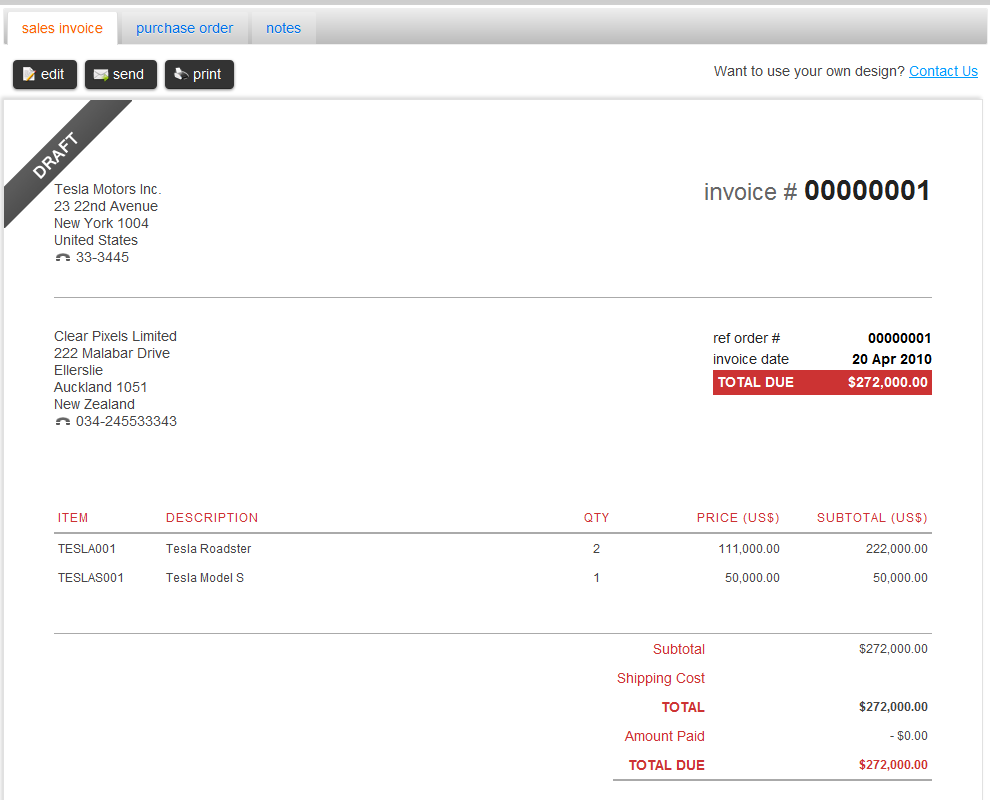 sales invoice purchase order notes
edit send print Want to use your own design? Contact Us
DRAFT
Tesla Motors Inc.
23 22nd Avenue
New York 1004
United States
33-3445
invoice # 00000001
Clear Pixels Limited
222 Malabar Drive
Ellerslie
Auckland 1051
New Zealand
034-245533343
ref order # 00000001
invoice date 20 Apr 2010
TOTAL DUE $272,000.00
ITEM DESCRIPTION QTY PRICE (US$) SUBTOTAL (US$)
TESLA001 Tesla Roadster 2 111,000.00 222,000.00
TESLAS001 Tesla Model S 1 50,000.00 50,000.00
Subtotal $272,000.00
Shipping Cost
TOTAL $272,000.00
Amount Paid - $0.00
TOTAL DUE $272,000.00